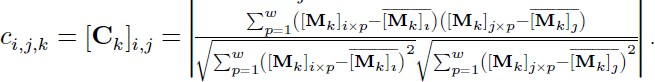 c_{i,j,k} = [\mathbf{C}_k]_{i,j} = \left| \frac{\sum_{p=1}^{w} ([\mathbf{M}_k]_{i \times p} - \overline{[\mathbf{M}_k]_i}) ([\mathbf{M}_k]_{j \times p} - \overline{[\mathbf{M}_k]_j})}{\sqrt{\sum_{p=1}^{w} ([\mathbf{M}_k]_{i \times p} - \overline{[\mathbf{M}_k]_i})^2} \sqrt{\sum_{p=1}^{w} ([\mathbf{M}_k]_{j \times p} - \overline{[\mathbf{M}_k]_j})^2}} \right| .